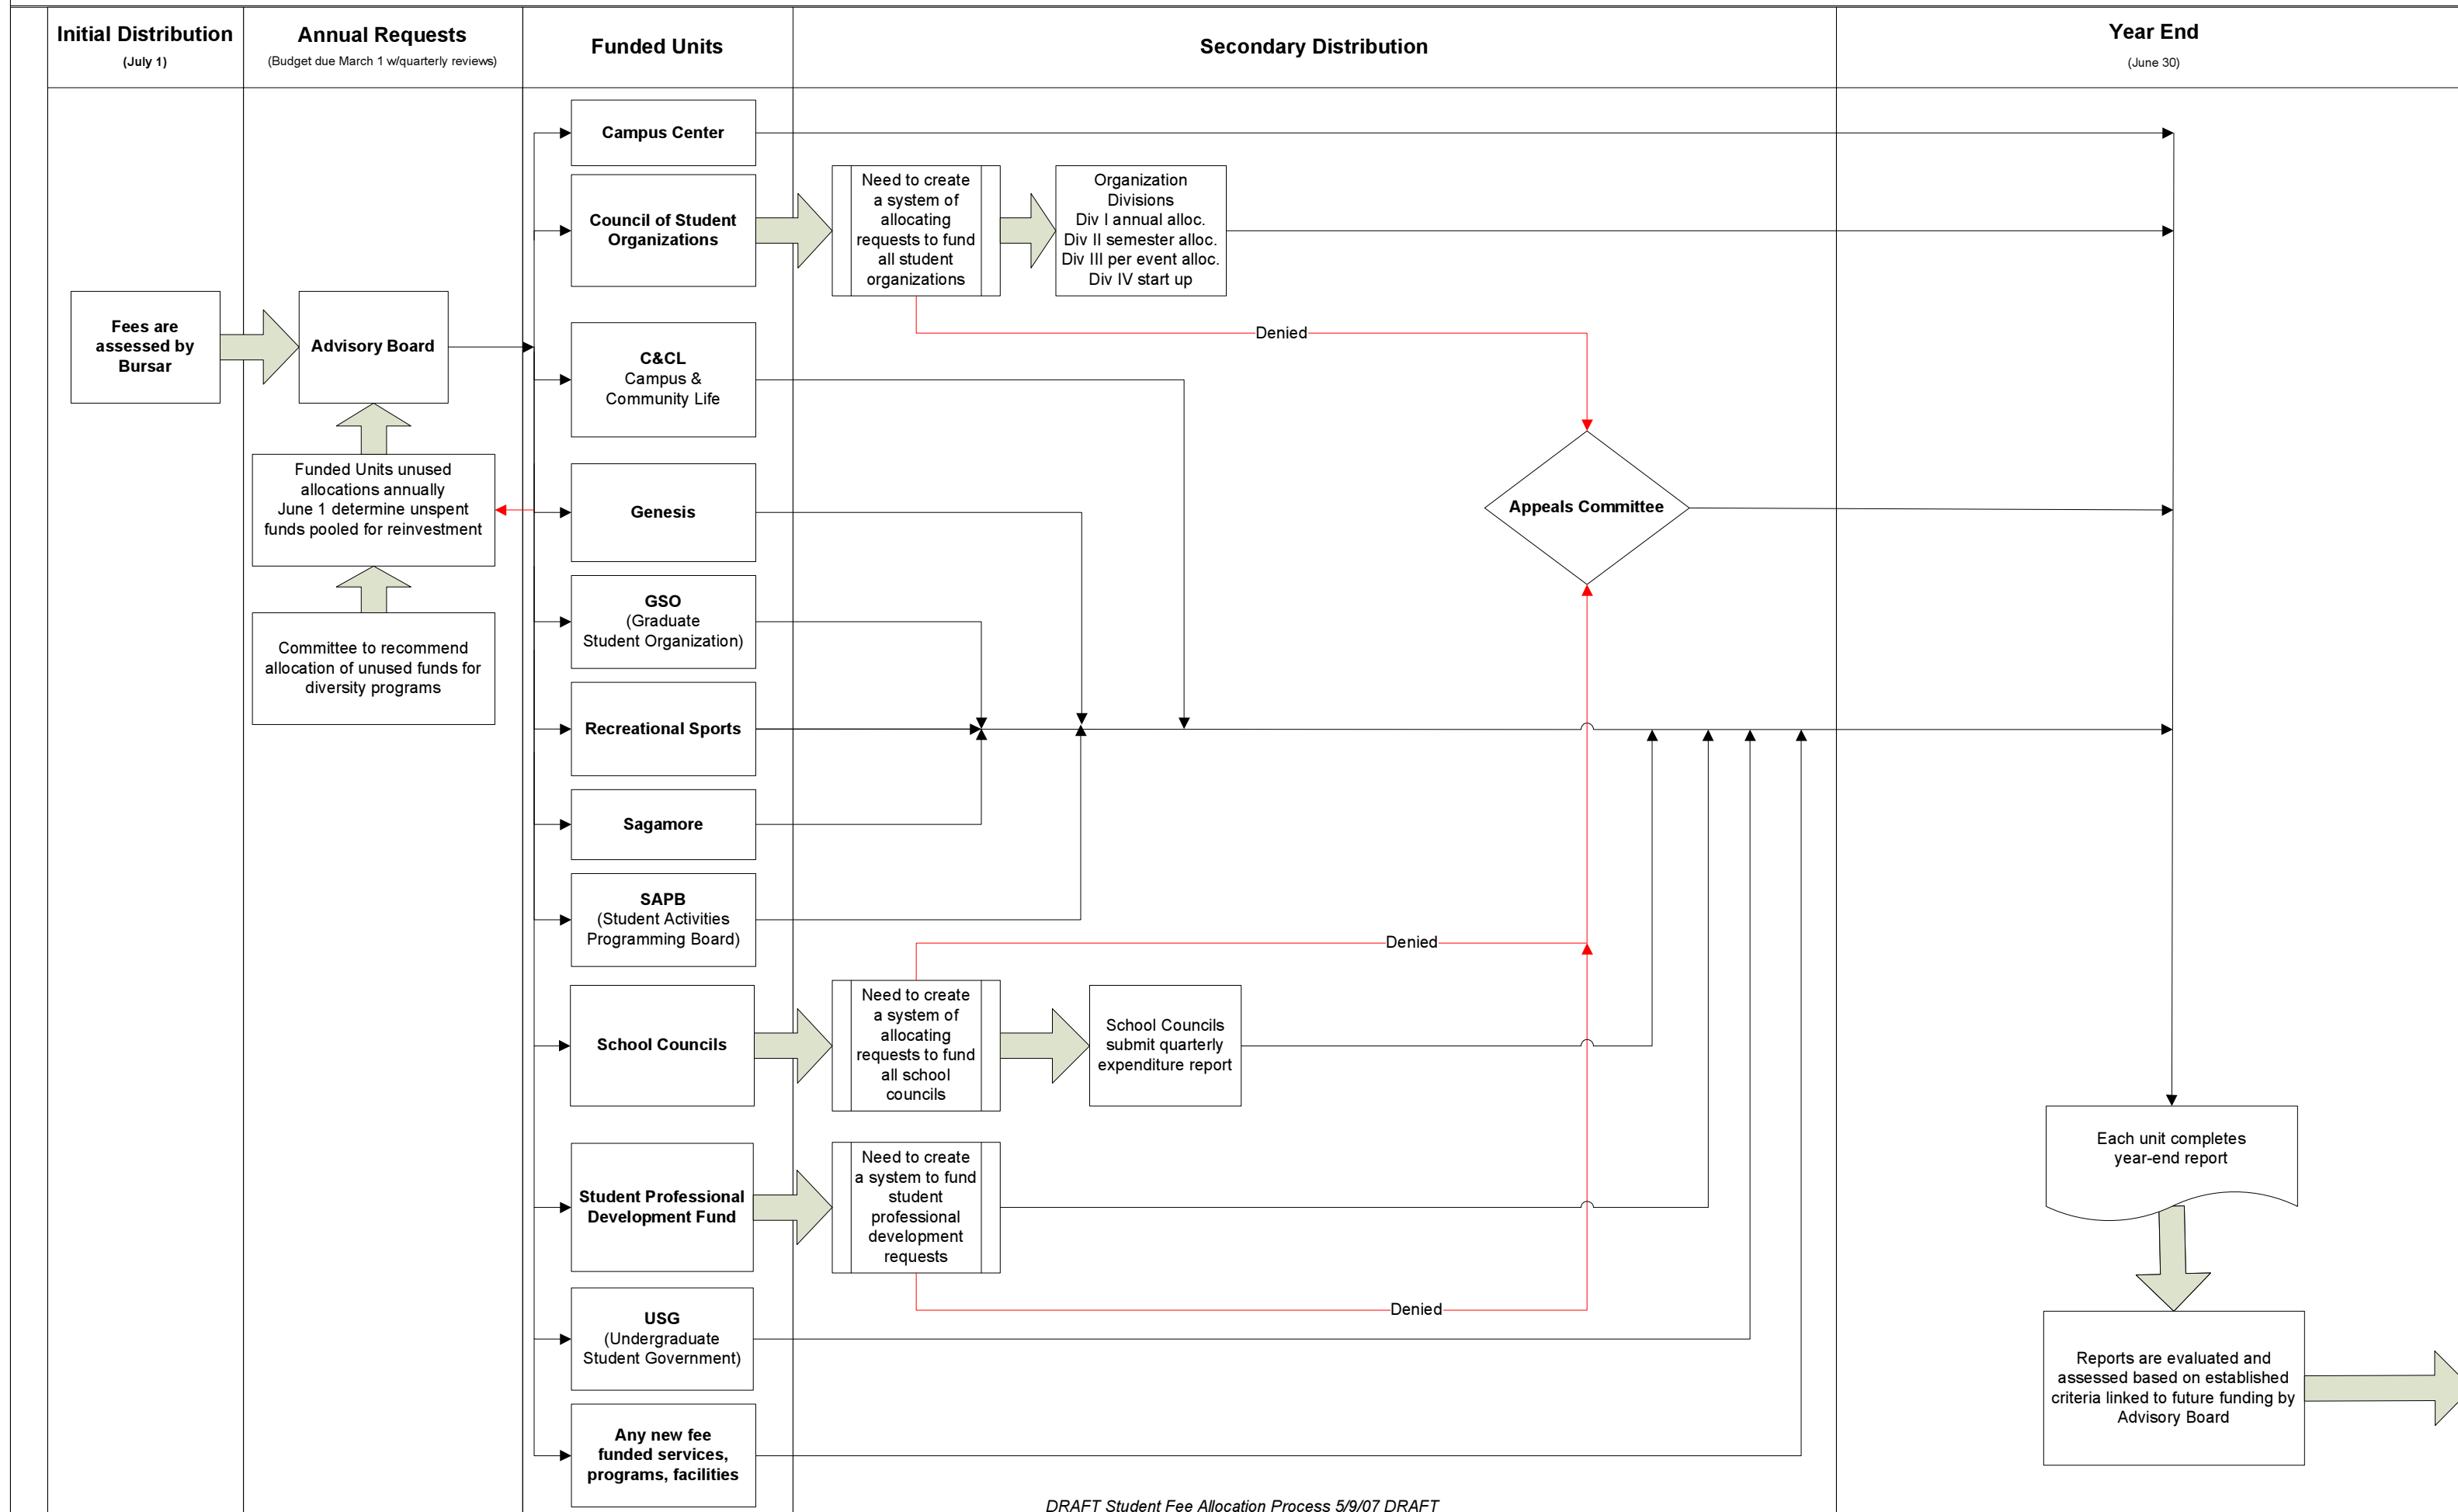 Initial Distribution
(July 1)
Annual Requests
(Budget due March 1 w/quarterly reviews)
Funded Units
Secondary Distribution
Year End
(June 30)
Fees are
assessed by
Bursar
Advisory Board
Funded Units unused
allocations annually
June 1 determine unspent
funds pooled for reinvestment
Committee to recommend
allocation of unused funds for
diversity programs
Campus Center
Council of Student
Organizations
C&CL
Campus &
Community Life
Genesis
GSO
(Graduate
Student Organization)
Recreational Sports
Sagamore
SAPB
(Student Activities
Programming Board)
School Councils
Student Professional
Development Fund
USG
(Undergraduate
Student Government)
Any new fee
funded services,
programs, facilities
Need to create
a system of
allocating
requests to fund
all student
organizations
Organization
Divisions
Div I annual alloc.
Div II semester alloc.
Div III per event alloc.
Div IV start up
Denied
Appeals Committee
Denied
Need to create
a system of
allocating
requests to fund
all school
councils
School Councils
submit quarterly
expenditure report
Need to create
a system to fund
student
professional
development
requests
Denied
Each unit completes
year-end report
Reports are evaluated and
assessed based on established
criteria linked to future funding by
Advisory Board
DRAFT Student Fee Allocation Process 5/9/07 DRAFT